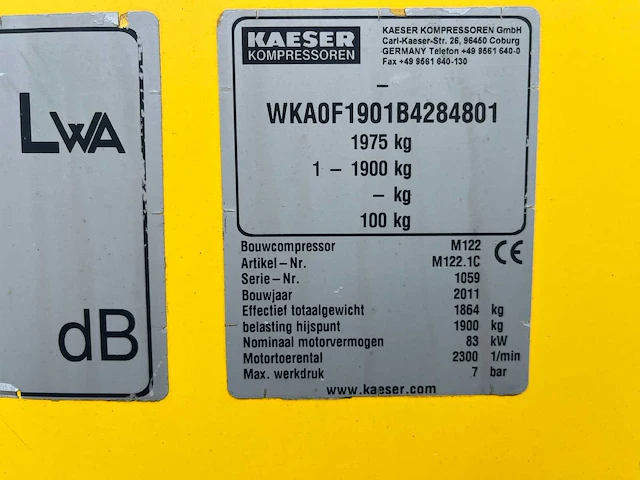 LWA
dB
KAESER
KOMPRESSOREN
KAESER KOMPRESSOREN GmbH
Carl-Kaeser-Str. 26, 96450 Coburg
GERMANY Telefon +49 9561 640-0
Fax +49 9561 640-130
–
WKA0F1901B4284801
1975 kg
1 – 1900 kg
– kg
100 kg
Bouwcompressor M122
Artikel–Nr. M122.1C
Serie–Nr. 1059
Bouwjaar 2011
Effectief totaalgewicht 1864 kg
belasting hijspunt 1900 kg
Nominaal motorvermogen 83 kW
Motortoerental 2300 1/min
Max. werkdruk 7 bar
CE
www.kaeser.com